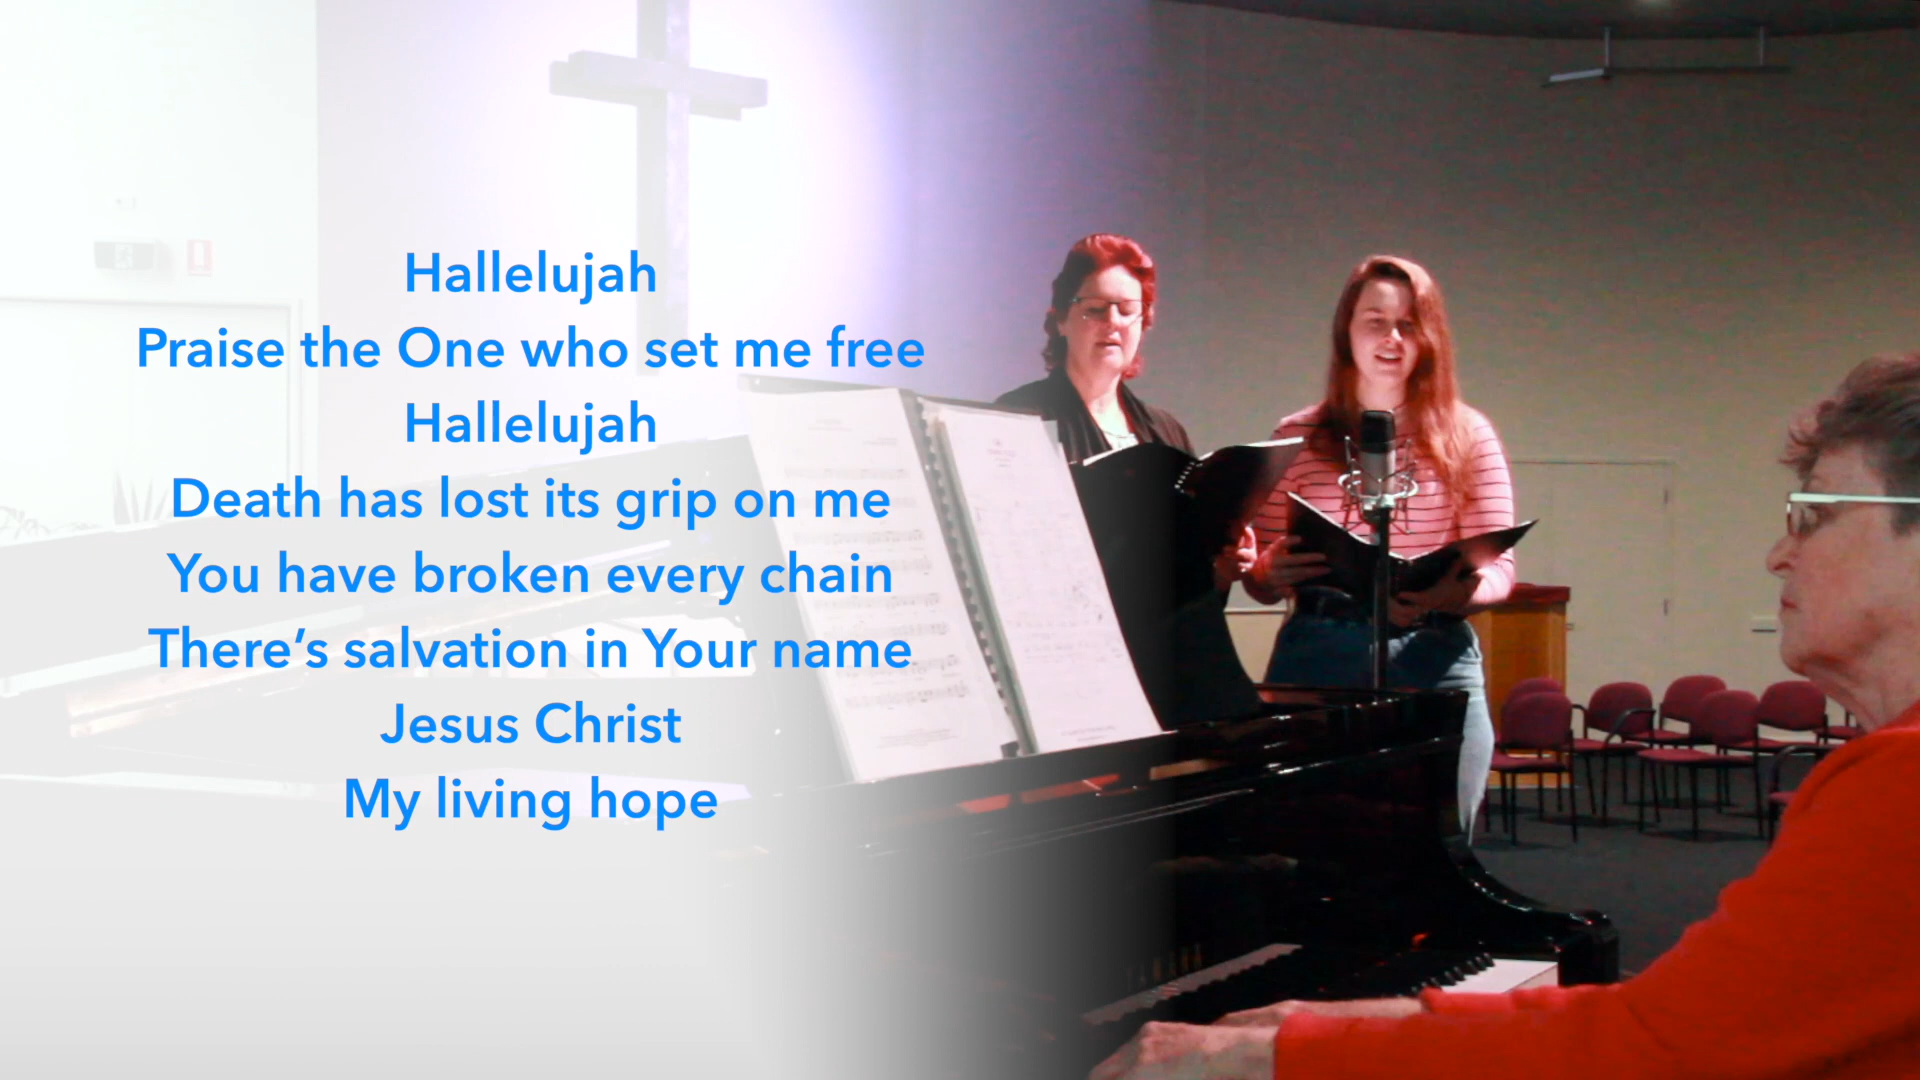 Hallelujah
Praise the One who set me free
Hallelujah
Death has lost its grip on me
You have broken every chain
There’s salvation in Your name
Jesus Christ
My living hope